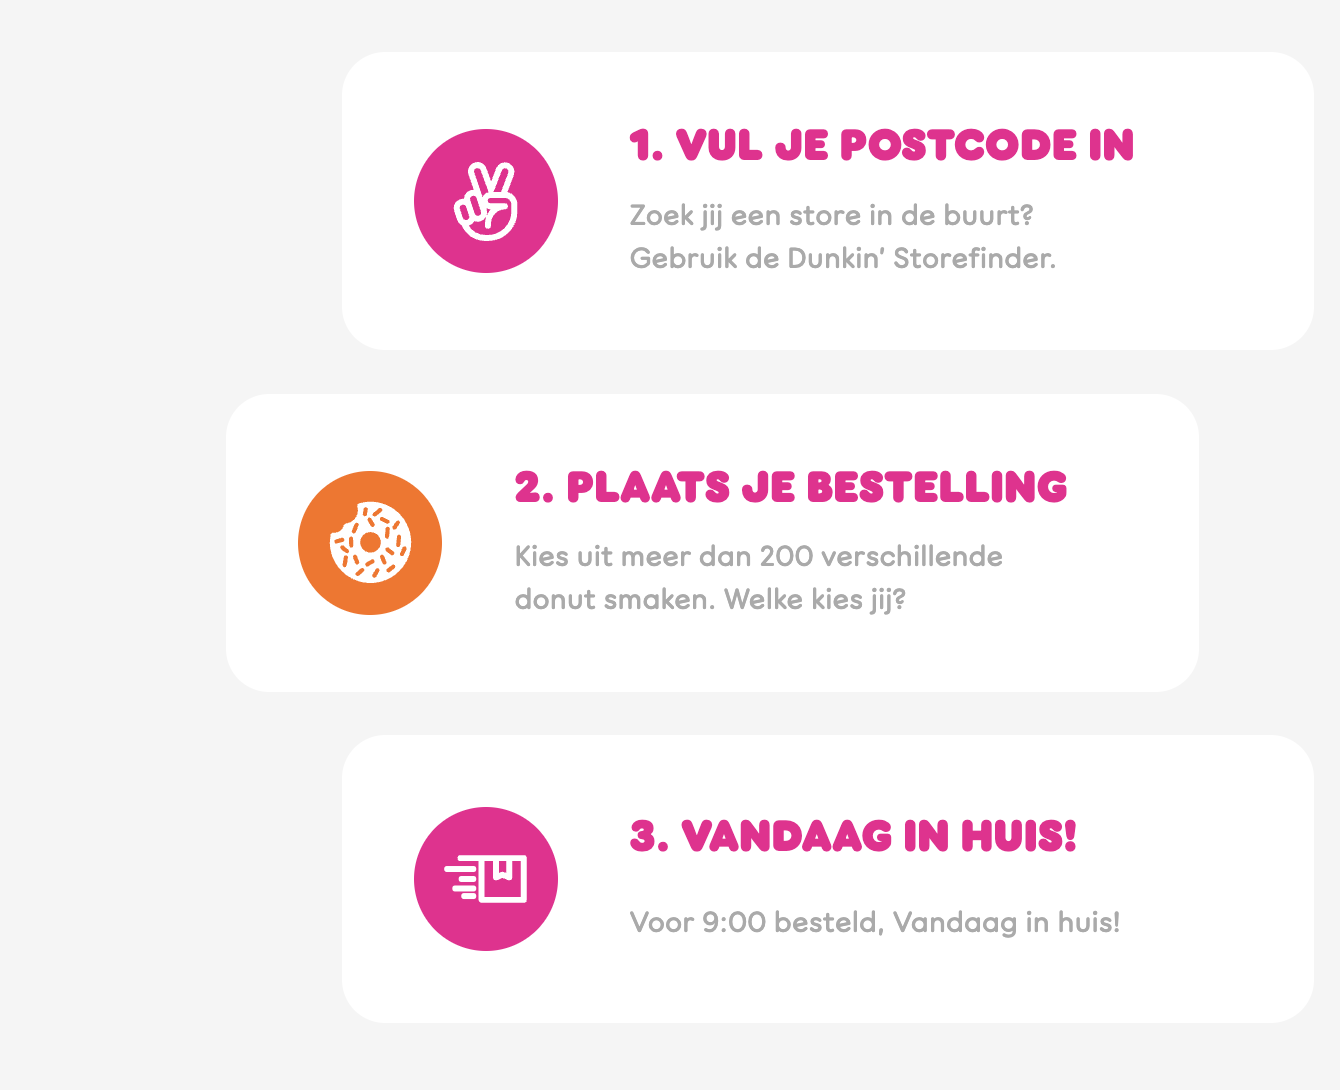 1. VUL JE POSTCODE IN
Zoek jij een store in de buurt?
Gebruik de Dunkin' Storefinder.
2. PLAATS JE BESTELLING
Kies uit meer dan 200 verschillende
donut smaken. Welke kies jij?
3. VANDAAG IN HUIS!
Voor 9:00 besteld, Vandaag in huis!